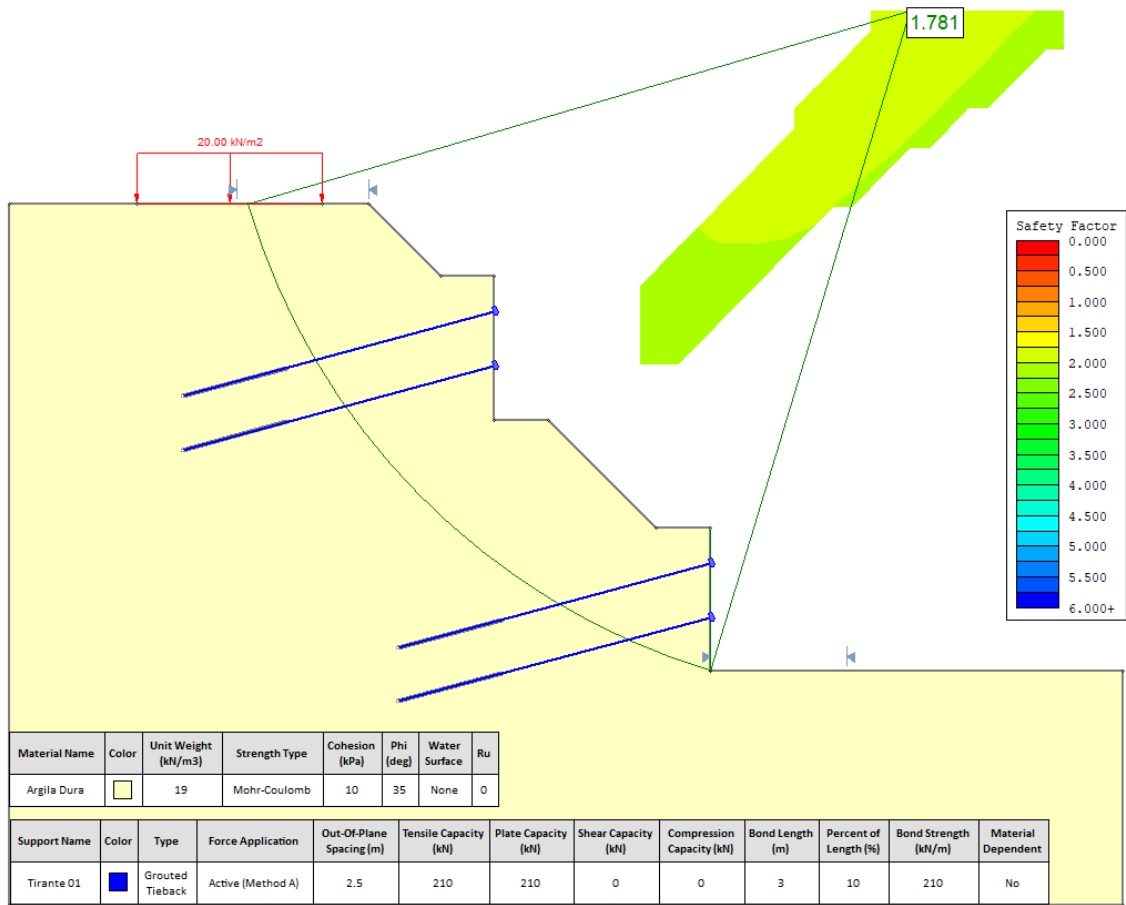 1.781
20.00 kN/m2
Safety Factor
0.000
0.500
1.000
1.500
2.000
2.500
3.000
3.500
4.000
4.500
5.000
5.500
6.000+
Material Name Color Unit Weight (kN/m3) Strength Type Cohesion (kPa) Phi (deg) Water Surface Ru
Argila Dura 19 Mohr-Coulomb 10 35 None 0
Support Name Color Type Force Application Out-Of-Plane Spacing (m) Tensile Capacity (kN) Plate Capacity (kN) Shear Capacity (kN) Compression Capacity (kN) Bond Length (m) Percent of Length (%) Bond Strength (kN/m) Material Dependent
Tirante 01 Grouted Tieback Active (Method A) 2.5 210 210 0 0 3 10 210 No